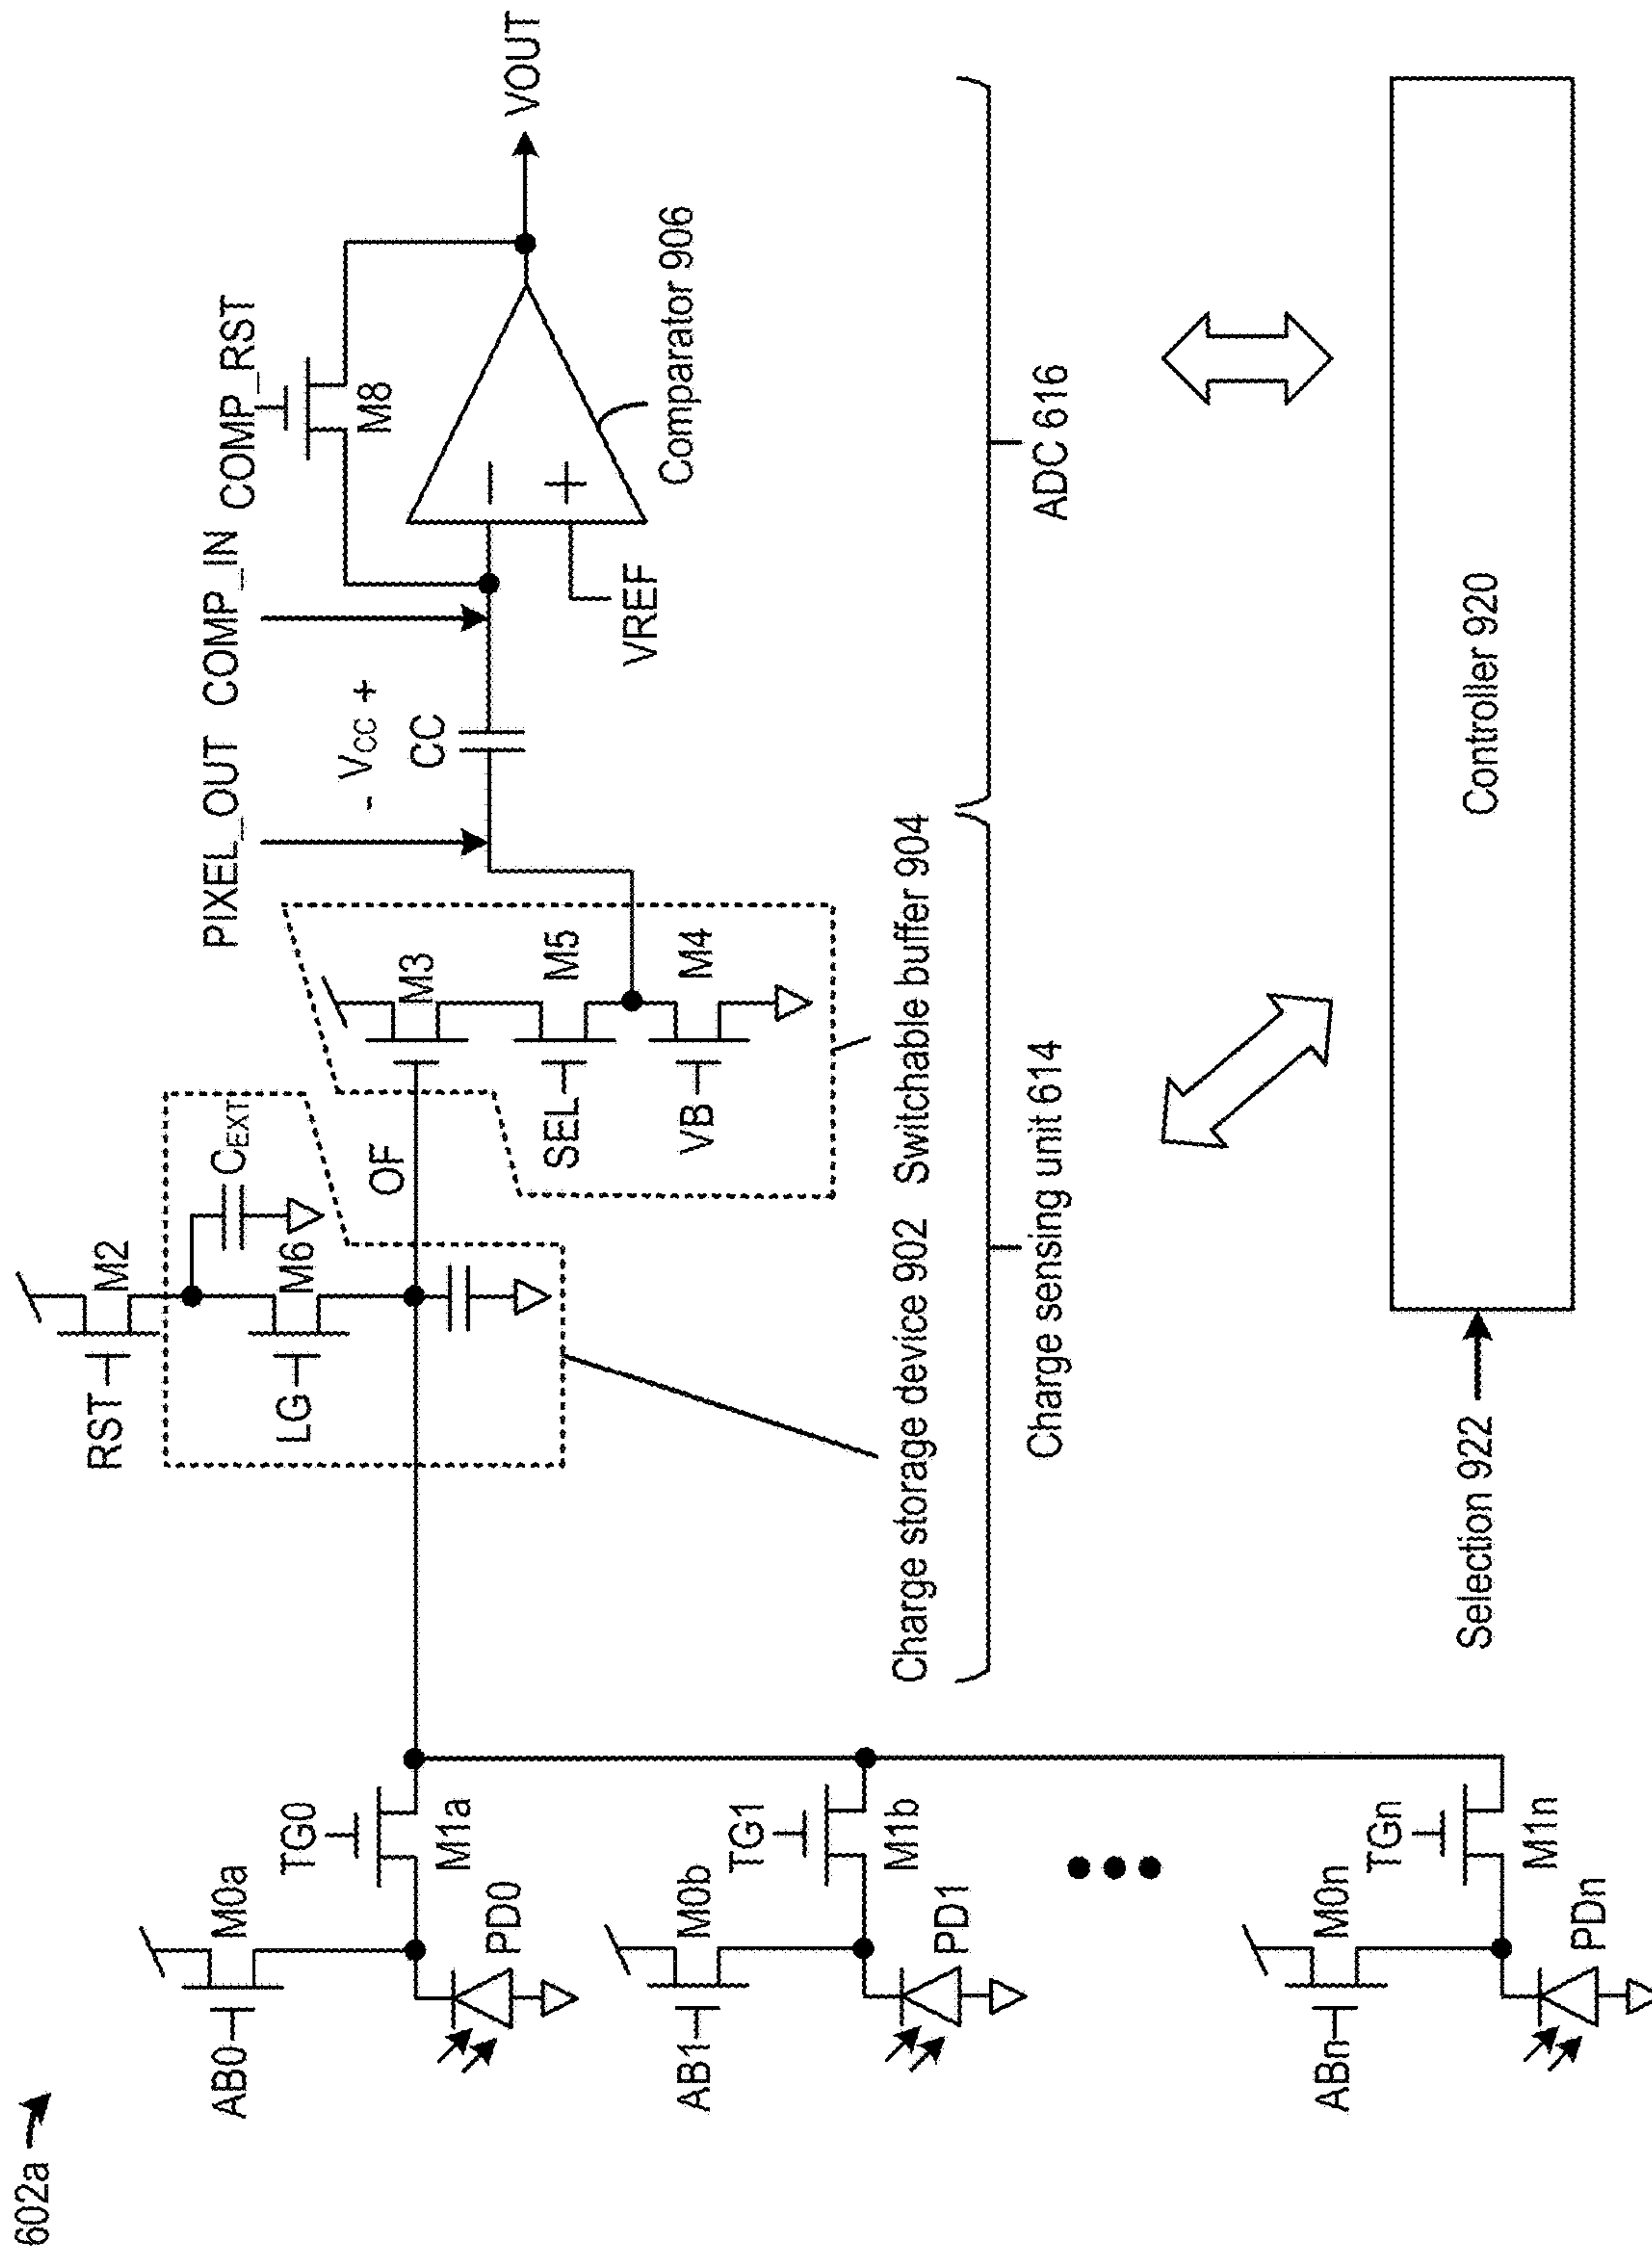 602a
AB0
M0a
TG0
M1a
PD0
AB1
M0b
TG1
M1b
PD1
ABn
M0n
TGn
M1n
PDn
RST
M2
LG
M6
CEXT
OF
M3
SEL
M5
VB
M4
PIXEL_OUT
COMP_IN
COMP_RST
- VCC +
CC
M8
−
+
VREF
VOUT
Comparator 906
Charge storage device 902
Switchable buffer 904
Charge sensing unit 614
ADC 616
Selection 922
Controller 920